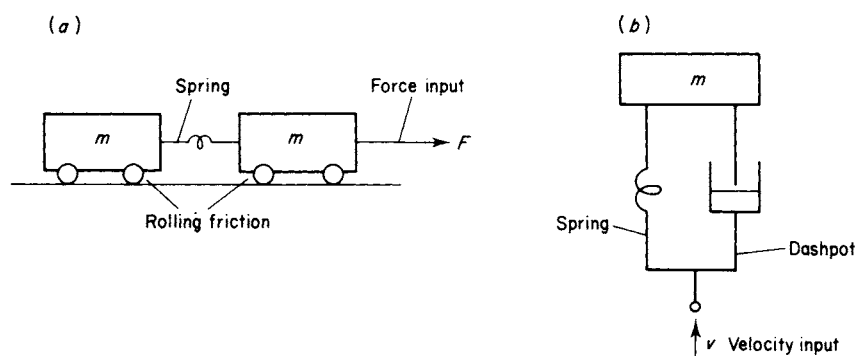 (a)
Spring
Force input
m
m
F
Rolling friction
(b)
m
Spring
Dashpot
v Velocity input